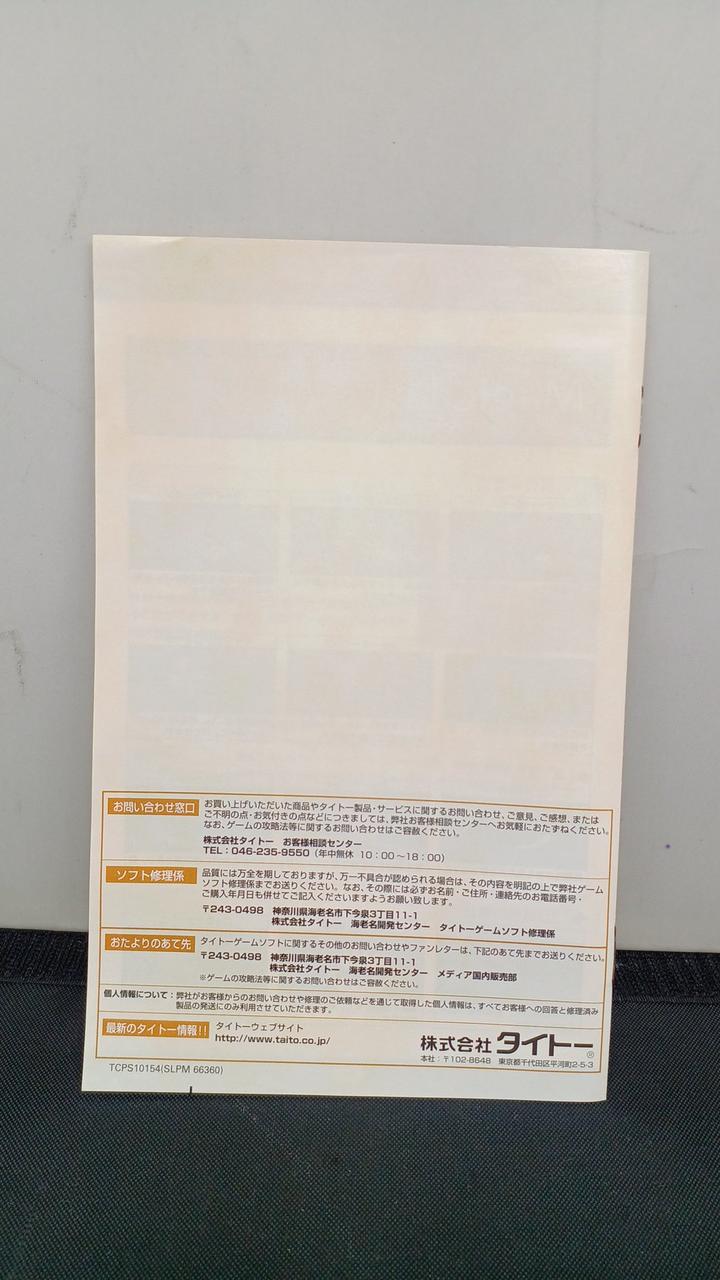 お問い合わせ窓口
お買い上げいただいた商品やタイトー製品・サービスに関するお問い合わせ、ご意見、ご感想、または
ご不明の点・お気付きの点などにつきましては、弊社お客様相談センターへお気軽におたずねください。
なお、ゲームの攻略法等に関するお問い合わせはご容赦ください。
株式会社タイトー お客様相談センター
TEL：046-235-9550（年中無休 10：00～18：00）
ソフト修理係
品質には万全を期しておりますが、万一不具合が認められる場合は、その内容を明記の上で弊社ゲーム
ソフト修理係までお送りください。なお、その際には必ずお名前・ご住所・連絡先のお電話番号・
ご購入年月日も併せてご記入くださいますようお願い致します。
〒243-0498 神奈川県海老名市下今泉3丁目11-1
株式会社タイトー 海老名開発センター タイトーゲームソフト修理係
おたよりのあて先
タイトーゲームソフトに関するその他のお問い合わせやファンレターは、下記のあて先までお送りください。
〒243-0498 神奈川県海老名市下今泉3丁目11-1
株式会社タイトー 海老名開発センター メディア国内販売部
※ゲームの攻略法等に関するお問い合わせはご容赦ください。
個人情報について：弊社がお客様からのお問い合わせや修理のご依頼などを通じて取得した個人情報は、すべてお客様への回答と修理済み
製品の発送にのみ利用させていただきます。
最新のタイトー情報!!
タイトーウェブサイト
http://www.taito.co.jp/
株式会社 タイトー®
本社：〒102-8648 東京都千代田区平河町2-5-3
TCPS10154(SLPM 66360)